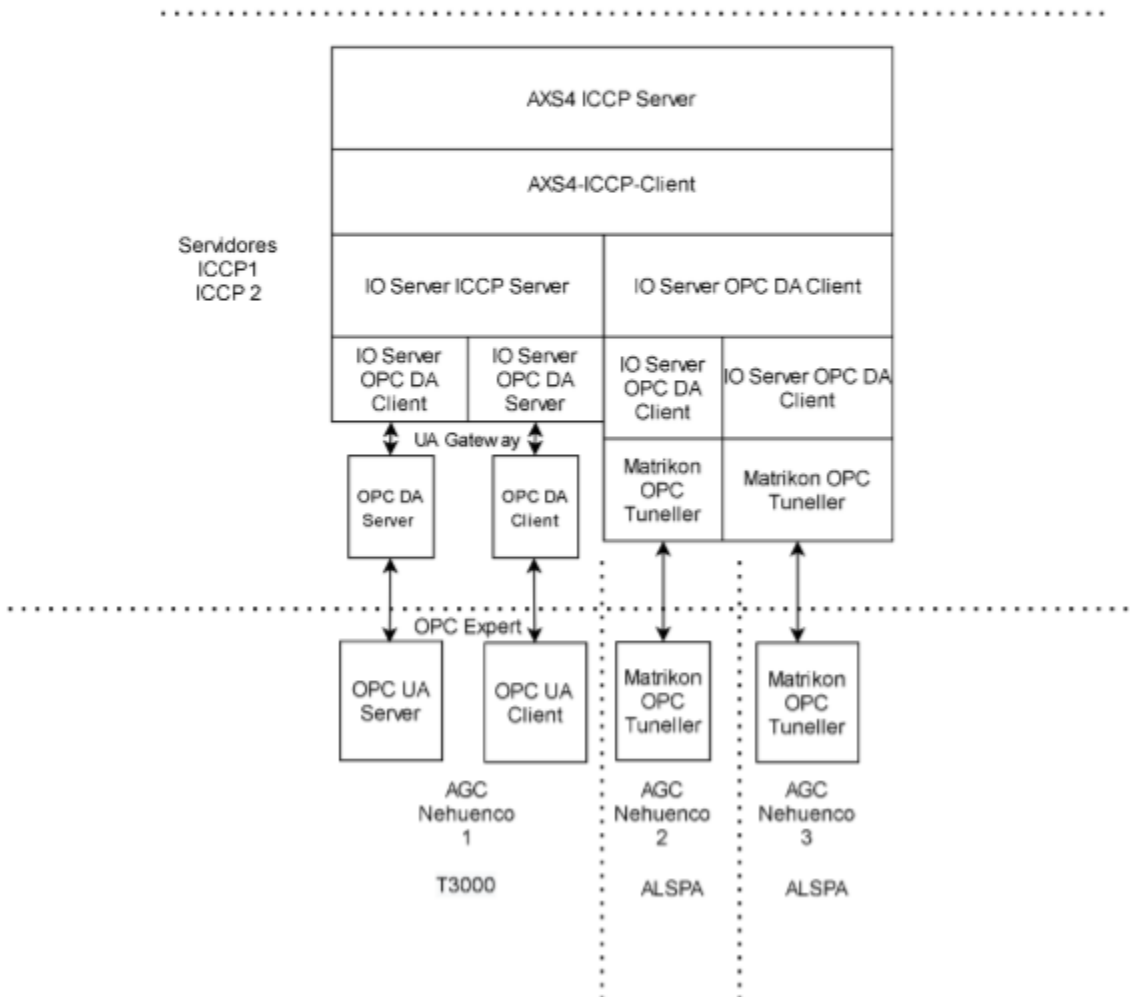 AXS4 ICCP Server
AXS4-ICCP-Client
Servidores
ICCP1
ICCP 2
IO Server ICCP Server
IO Server OPC DA Client
IO Server
OPC DA
Client
IO Server
OPC DA
Server
IO Server
OPC DA
Client
IO Server OPC DA
Client
UA Gateway
OPC DA
Server
OPC DA
Client
Matrikon
OPC
Tuneller
Matrikon OPC
Tuneller
OPC Expert
OPC UA
Server
OPC UA
Client
Matrikon
OPC
Tuneller
Matrikon
OPC
Tuneller
AGC
Nehuenco
1
AGC
Nehuenco
2
AGC
Nehuenco
3
T3000
ALSPA
ALSPA